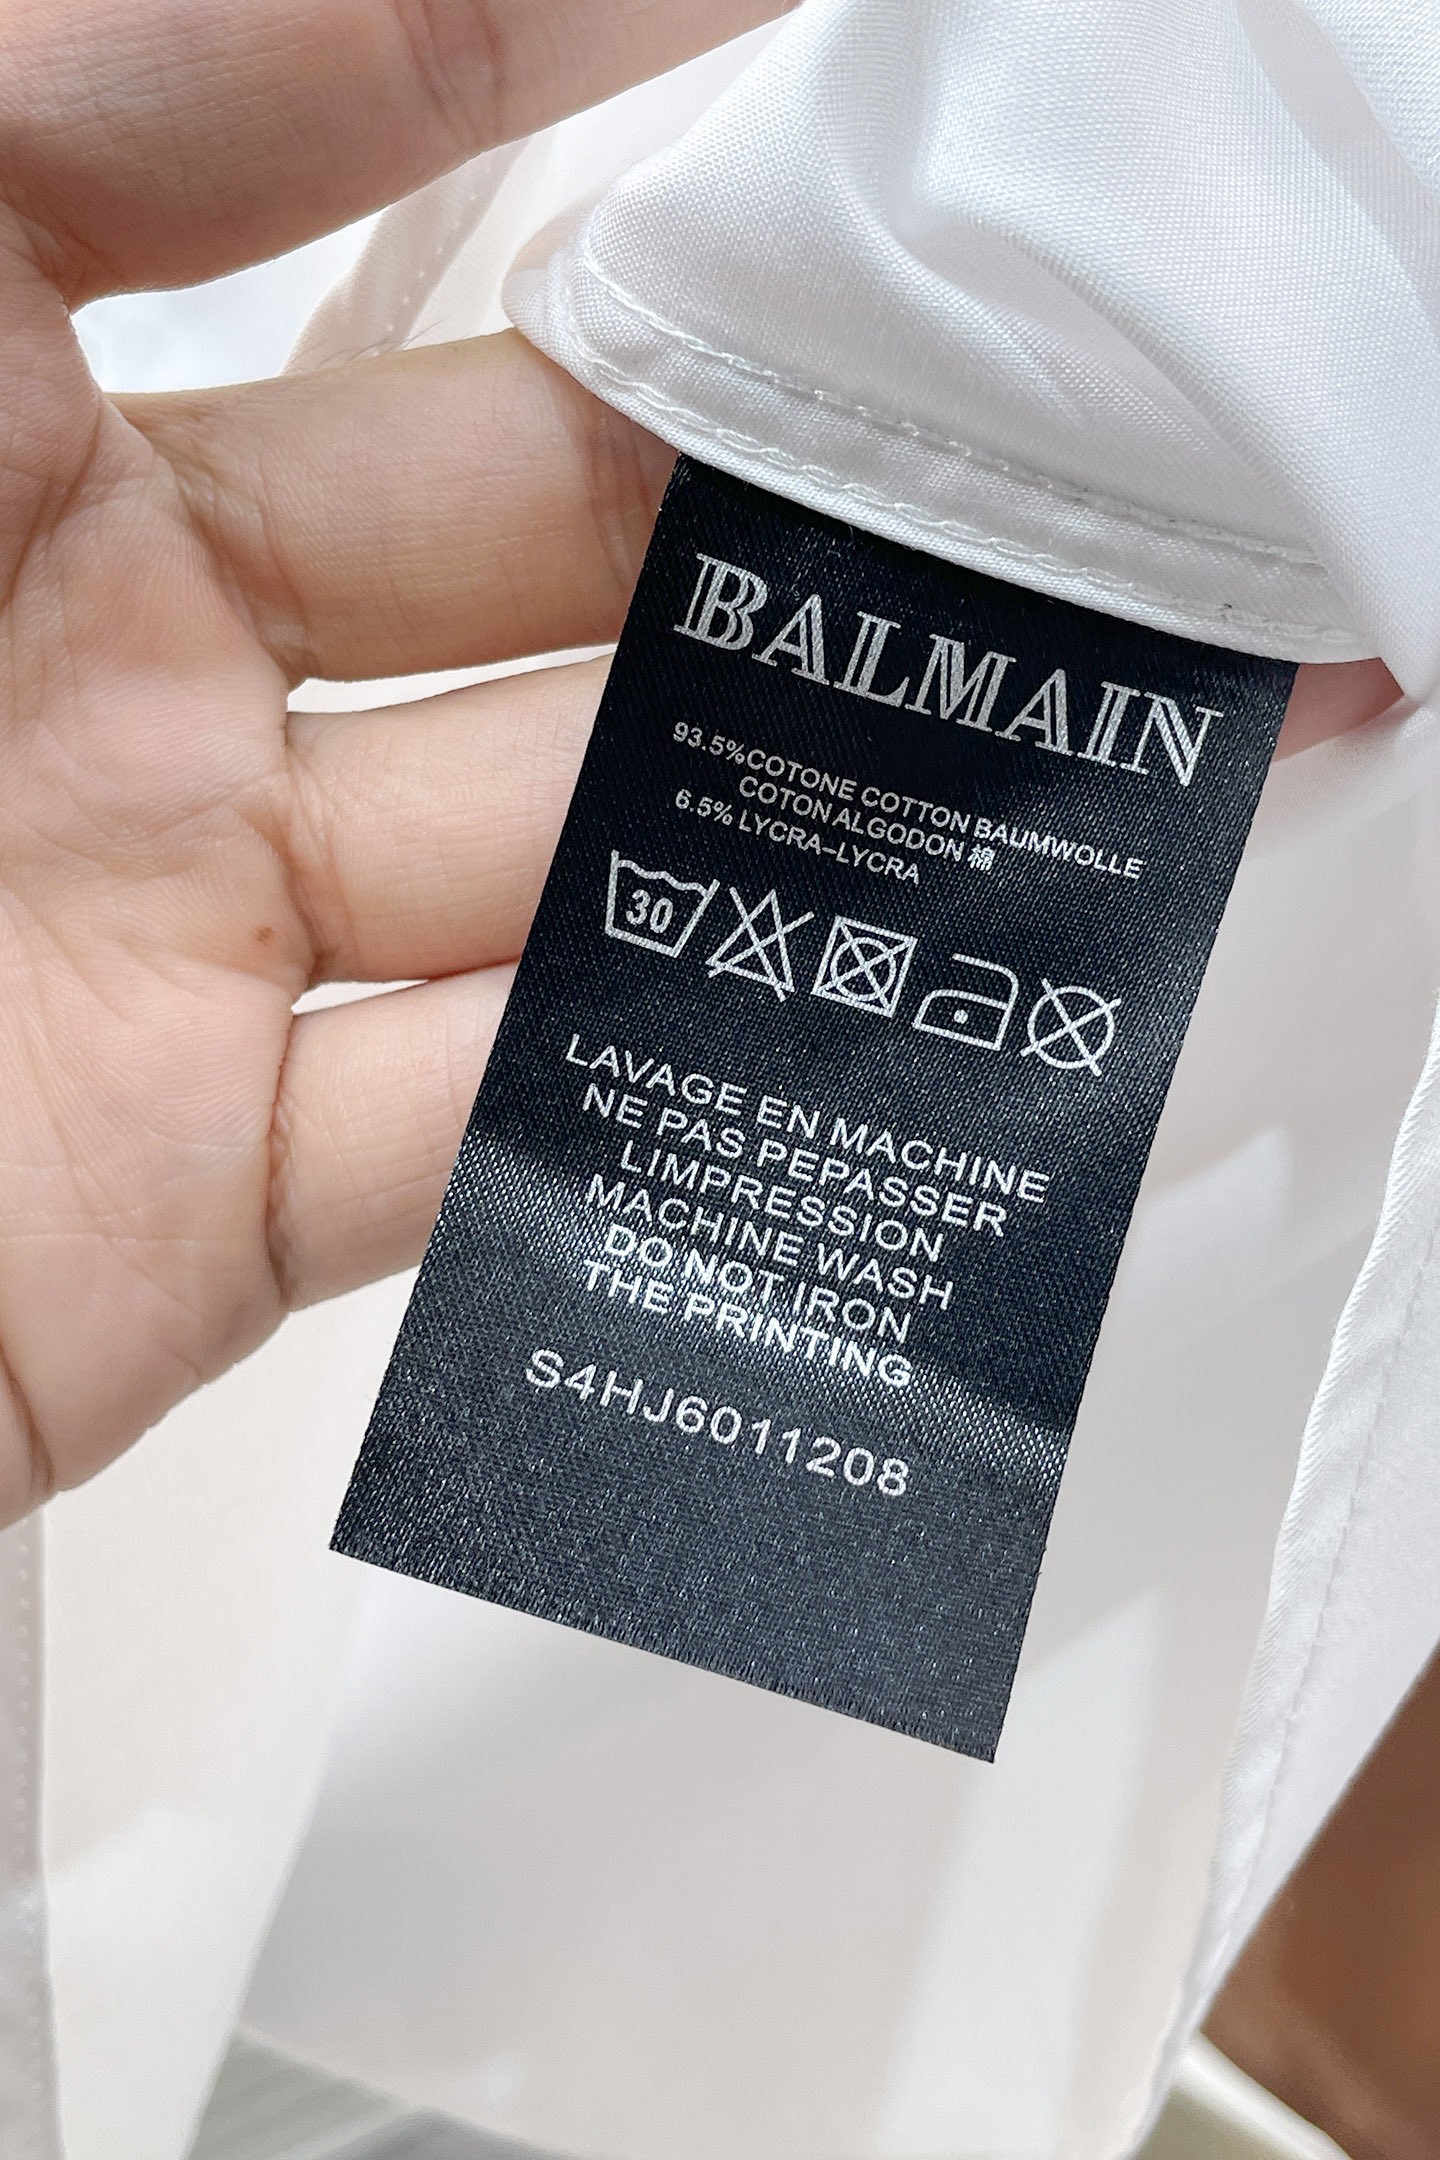 BALMAIN
93.5%COTONE COTTON BAUMWOLLE
COTON ALGODON 棉
6.5% LYCRA-LYCRA
30
LAVAGE EN MACHINE
NE PAS PEPASSER
LIMPRESSION
MACHINE WASH
DO NOT IRON
THE PRINTING
S4HJ6011208